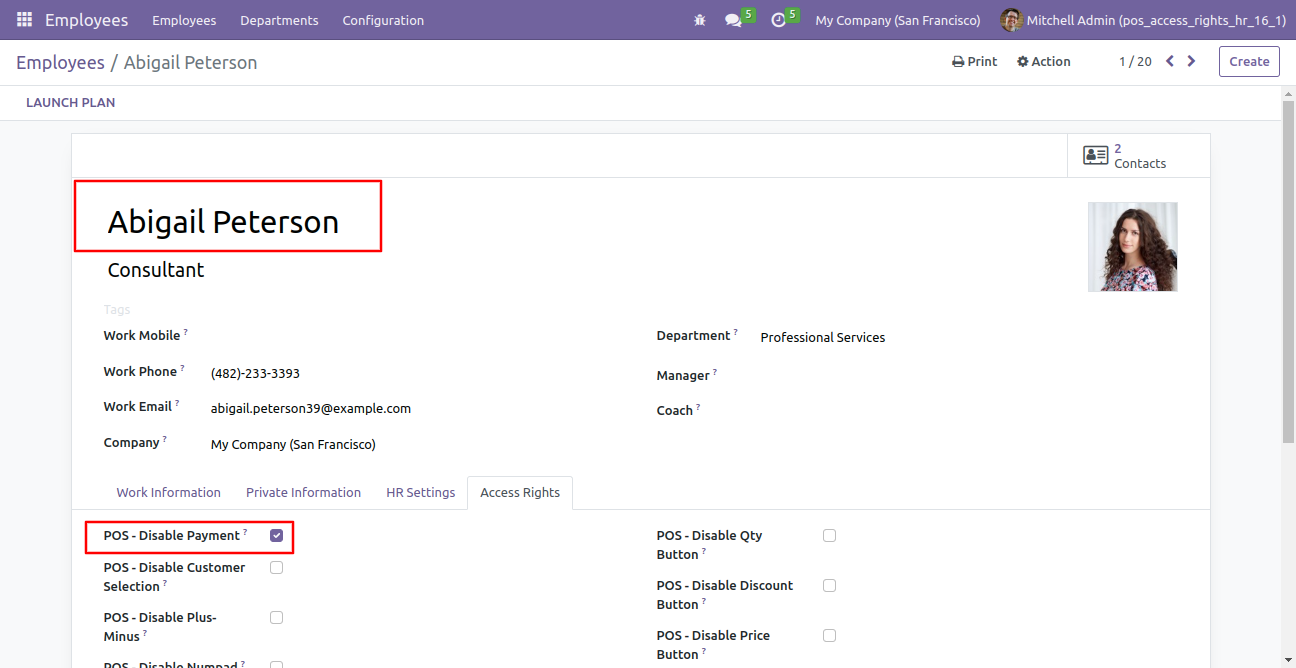 Employees Employees Departments Configuration 5 5 My Company (San Francisco) Mitchell Admin (pos_access_rights_hr_16_1)
Employees / Abigail Peterson Print Action 1 / 20 Create
LAUNCH PLAN
2
Contacts
Abigail Peterson
Consultant
Tags
Work Mobile ?
Department ? Professional Services
Work Phone ? (482)-233-3393
Manager ?
Work Email ? abigail.peterson39@example.com
Coach ?
Company ? My Company (San Francisco)
Work Information Private Information HR Settings Access Rights
POS - Disable Payment ?
POS - Disable Qty
Button ?
POS - Disable Customer
Selection ?
POS - Disable Discount
Button ?
POS - Disable Plus-
Minus ?
POS - Disable Price
Button ?
POS - Disable Numpad ?